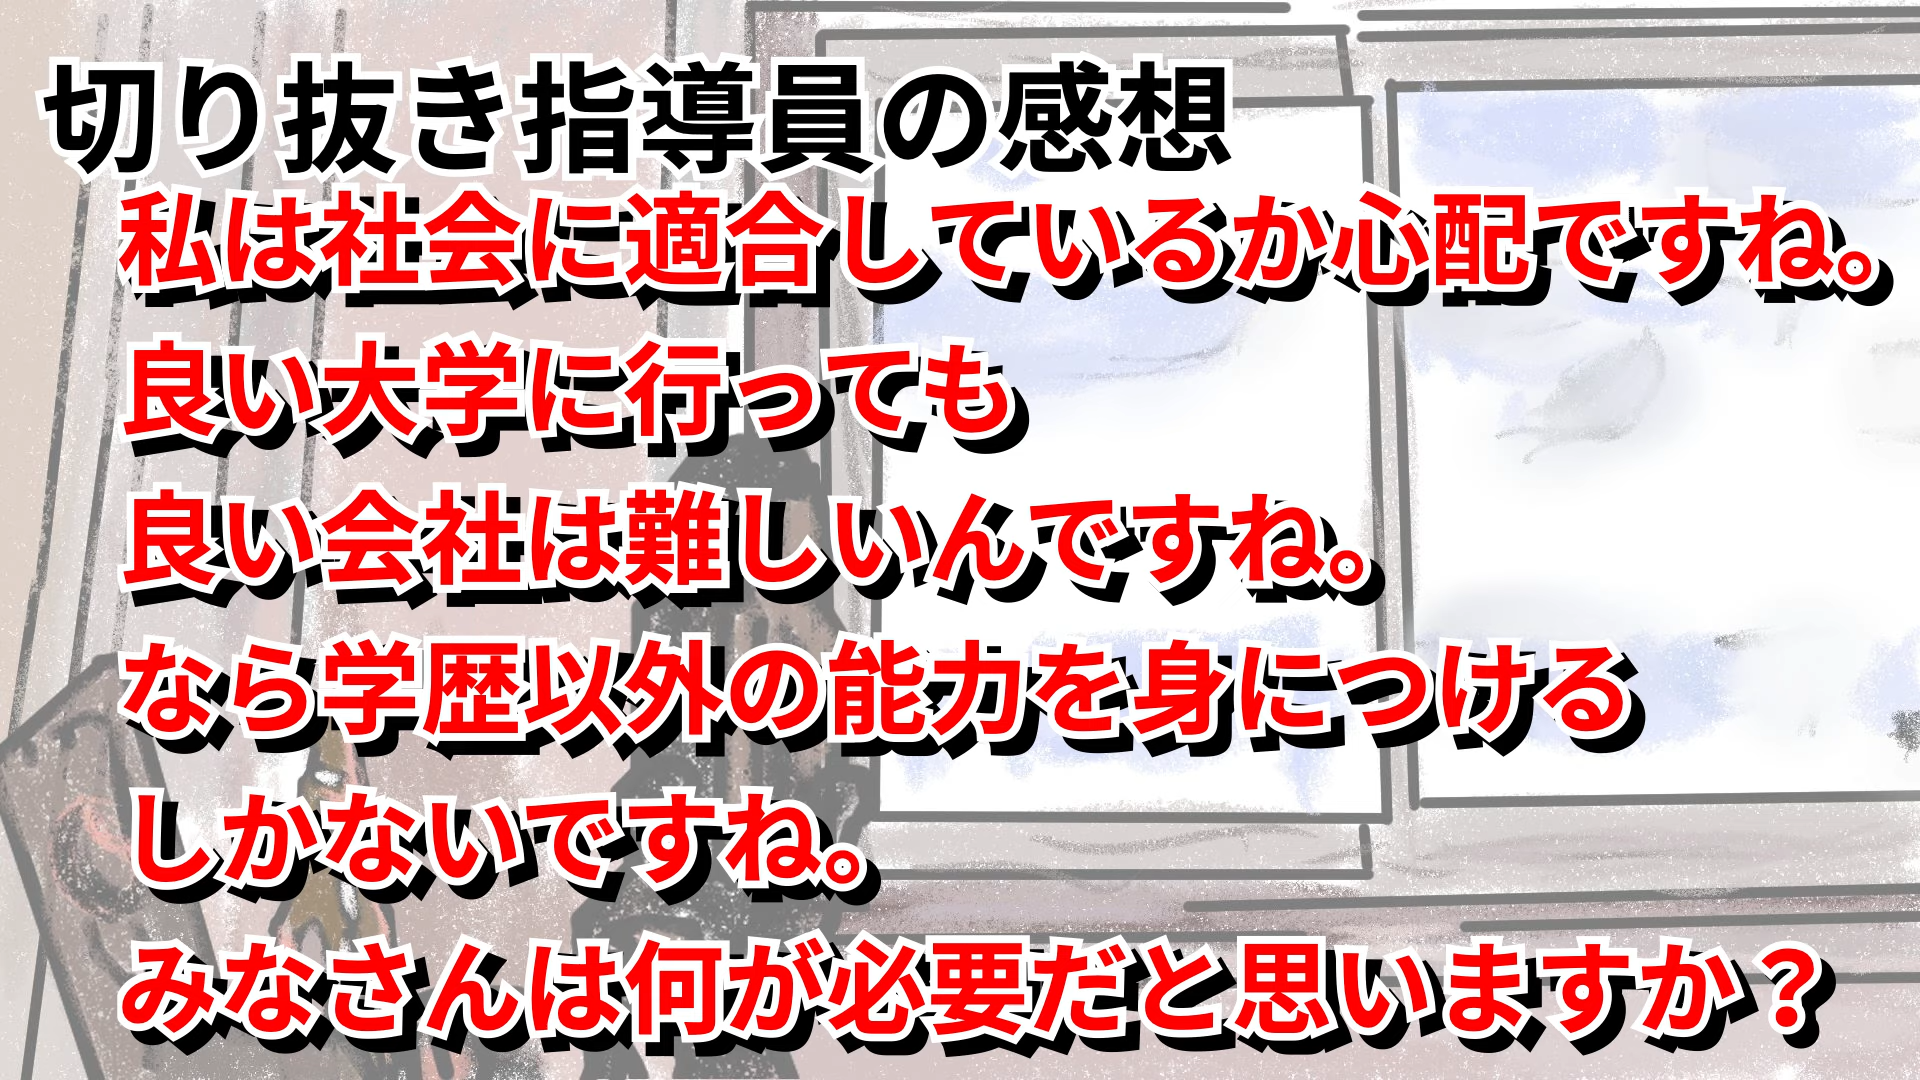 切り抜き指導員の感想
私は社会に適合しているか心配ですね。
良い大学に行っても
良い会社は難しいんですね。
なら学歴以外の能力を身につける
しかないですね。
みなさんは何が必要だと思いますか？